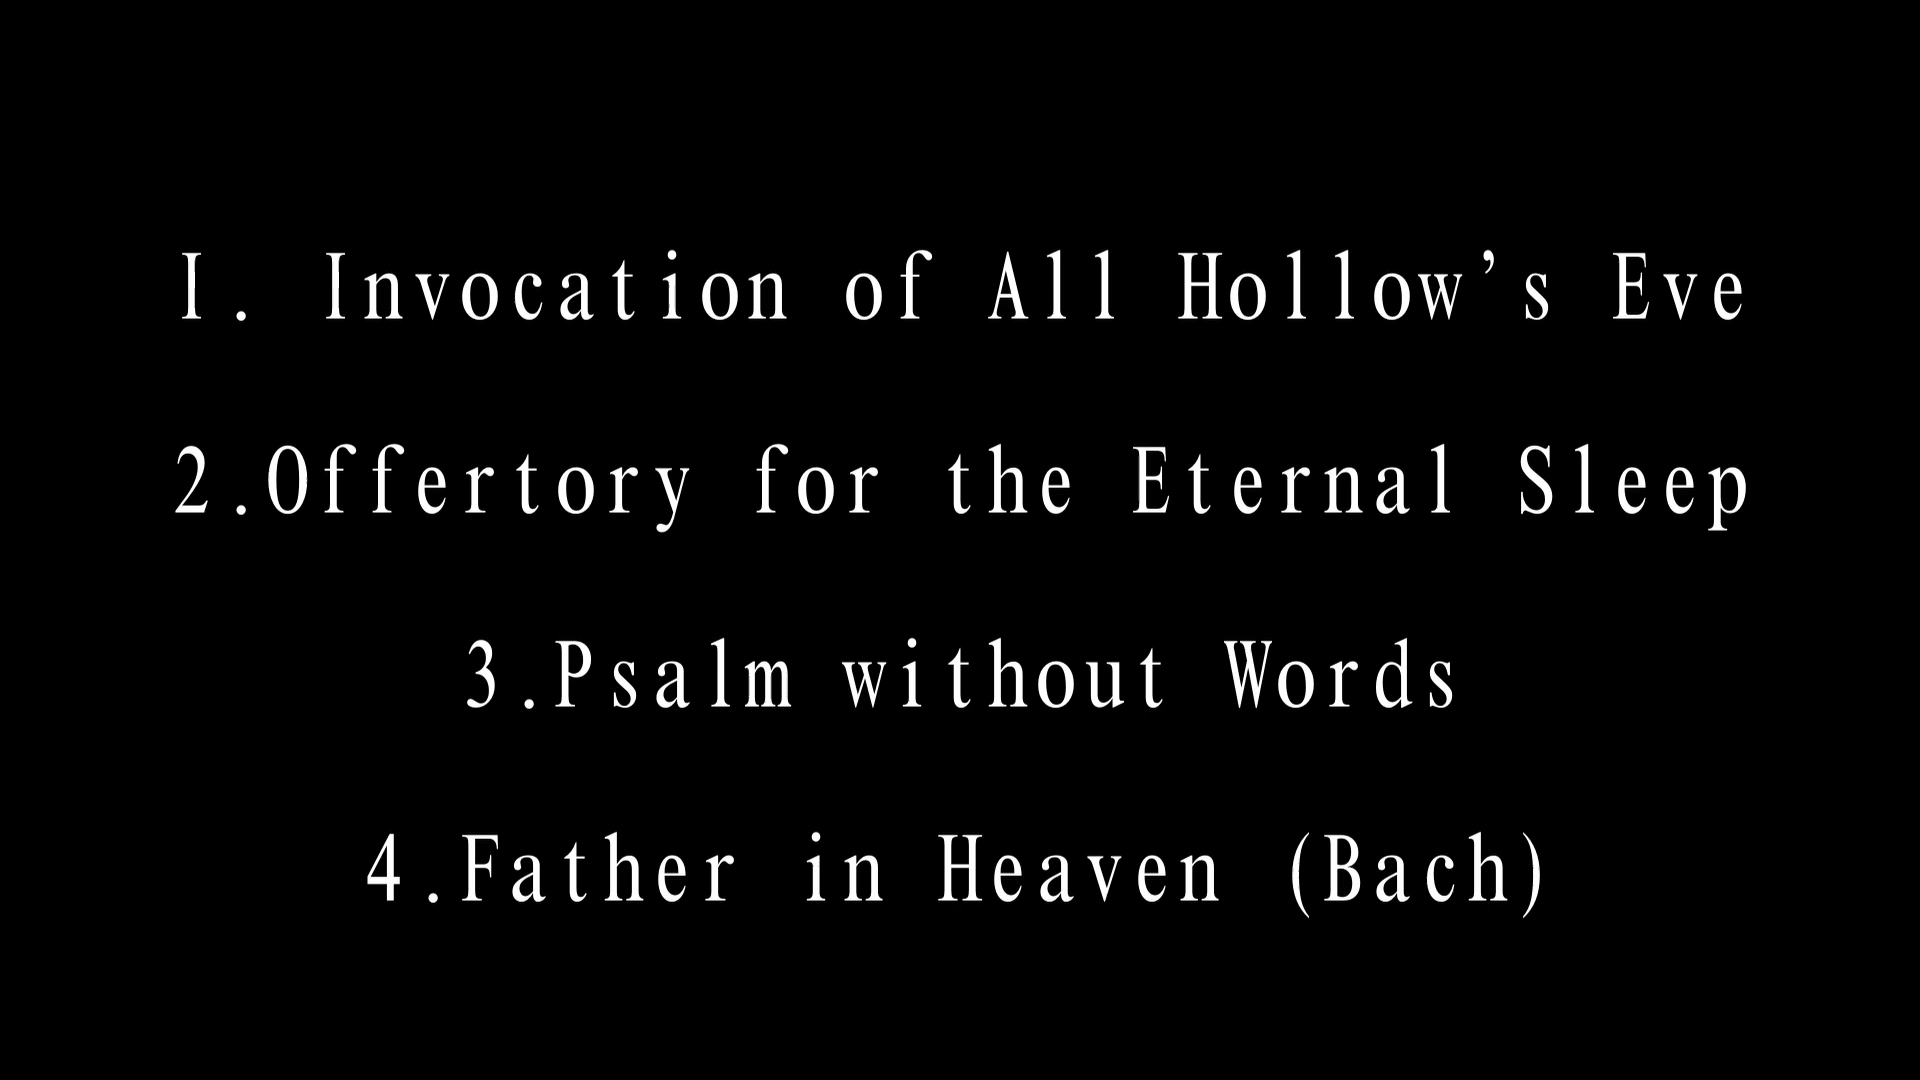 I. Invocation of All Hollow’s Eve
2.Offertory for the Eternal Sleep
3.Psalm without Words
4.Father in Heaven (Bach)